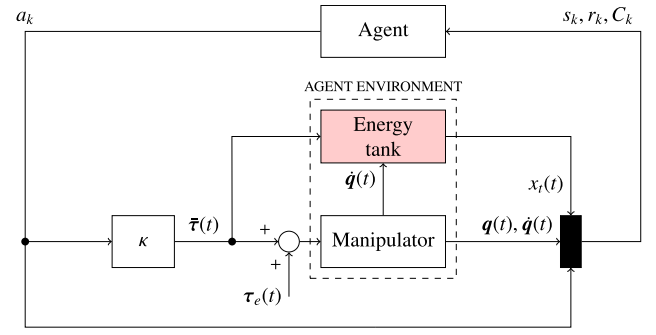 a_k
s_k, r_k, C_k
Agent
AGENT ENVIRONMENT
Energy
tank
q̇(t)
x_t(t)
τ̄(t)
q(t), q̇(t)
+
κ
Manipulator
+
τ_e(t)